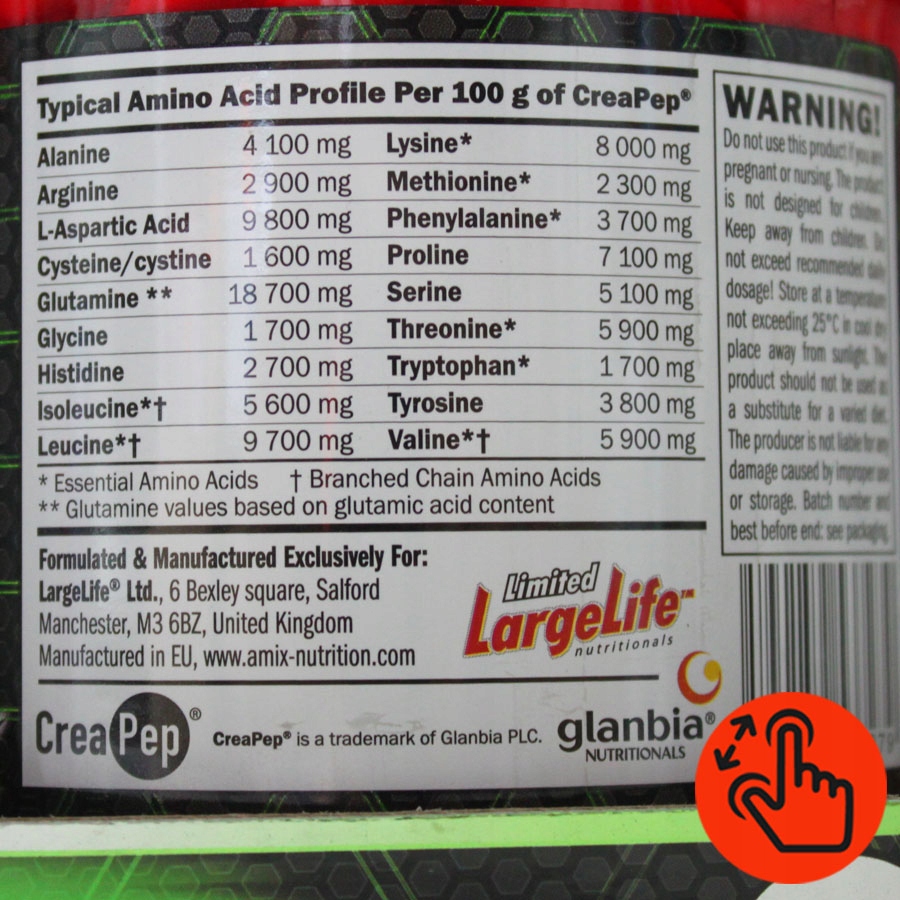 Typical Amino Acid Profile Per 100 g of CreaPep®
Alanine 4 100 mg Lysine* 8 000 mg
Arginine 2 900 mg Methionine* 2 300 mg
L-Aspartic Acid 9 800 mg Phenylalanine* 3 700 mg
Cysteine/cystine 1 600 mg Proline 7 100 mg
Glutamine ** 18 700 mg Serine 5 100 mg
Glycine 1 700 mg Threonine* 5 900 mg
Histidine 2 700 mg Tryptophan* 1 700 mg
Isoleucine*† 5 600 mg Tyrosine 3 800 mg
Leucine*† 9 700 mg Valine*† 5 900 mg
* Essential Amino Acids † Branched Chain Amino Acids
** Glutamine values based on glutamic acid content
Formulated & Manufactured Exclusively For:
LargeLife® Ltd., 6 Bexley square, Salford
Manchester, M3 6BZ, United Kingdom
Manufactured in EU, www.amix-nutrition.com
Limited
LargeLife™
nutritionals
CreaPep®
CreaPep® is a trademark of Glanbia PLC.
glanbia®
NUTRITIONALS
WARNING!
Do not use this product if you are
pregnant or nursing. The product
is not designed for children.
Keep away from children. Do
not exceed recommended daily
dosage! Store at a temperature
not exceeding 25°C in cool dry
place away from sunlight. The
product should not be used as
a substitute for a varied diet.
The producer is not liable for any
damage caused by improper use
or storage. Batch number and
best before end: see packaging.